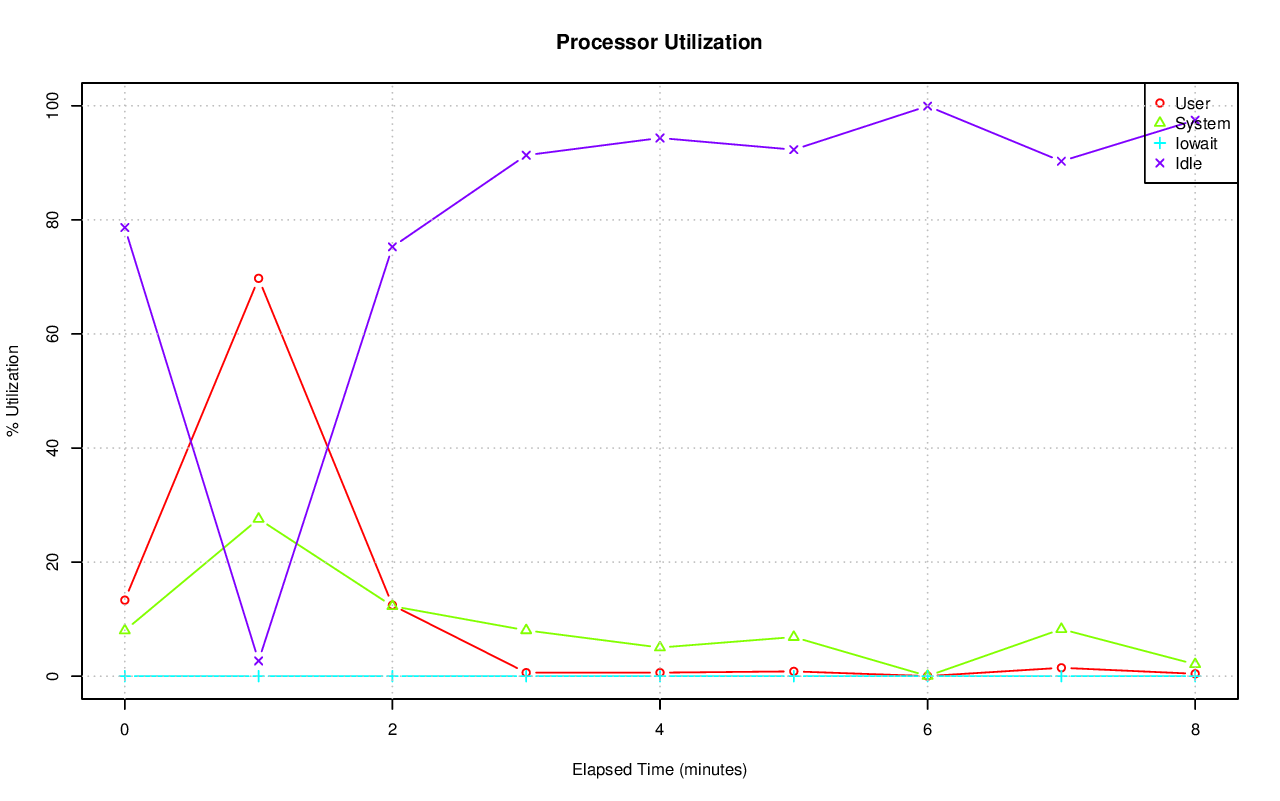 Processor Utilization
100
80
60
40
20
0
% Utilization
User
System
Iowait
Idle
0 2 4 6 8
Elapsed Time (minutes)